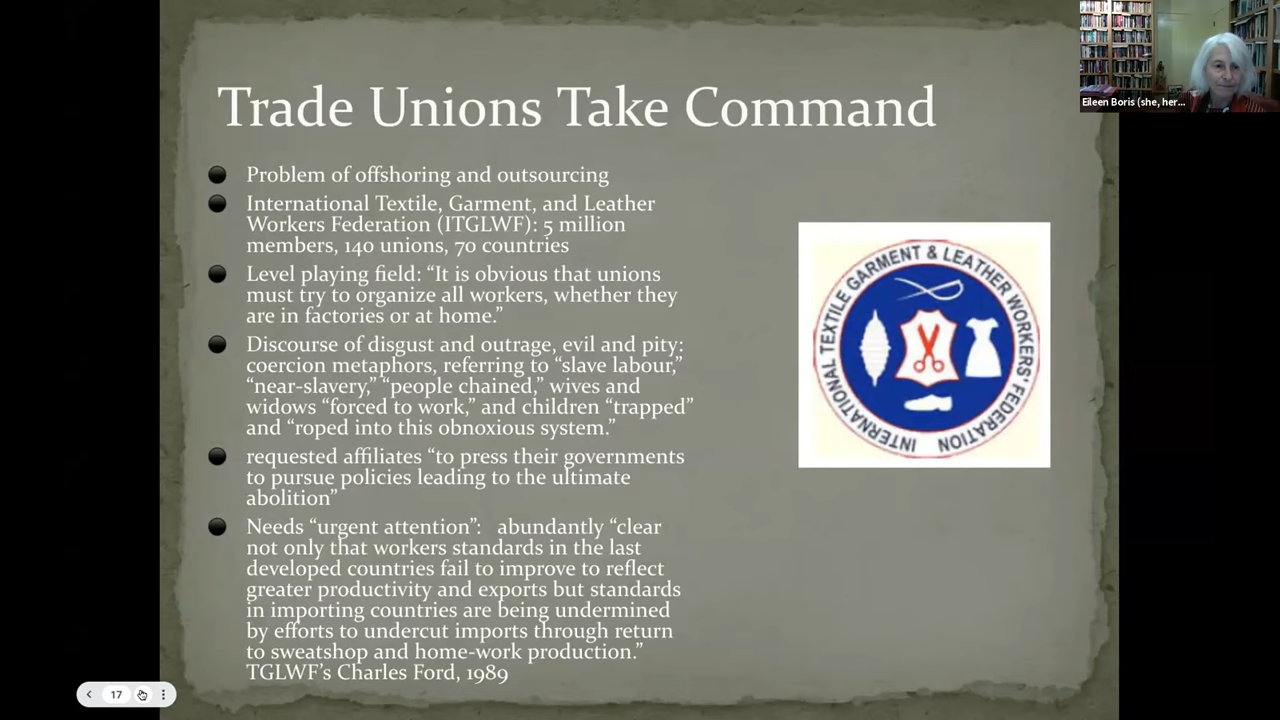 Trade Unions Take Command
Eileen Boris (she, her...
Problem of offshoring and outsourcing
International Textile, Garment, and Leather
Workers Federation (ITGLWF): 5 million
members, 140 unions, 70 countries
Level playing field: “It is obvious that unions
must try to organize all workers, whether they
are in factories or at home.”
Discourse of disgust and outrage, evil and pity:
coercion metaphors, referring to “slave labour,”
“near-slavery,” “people chained,” wives and
widows “forced to work,” and children “trapped”
and “roped into this obnoxious system.”
requested affiliates “to press their governments
to pursue policies leading to the ultimate
abolition”
Needs “urgent attention”: abundantly “clear
not only that workers standards in the last
developed countries fail to improve to reflect
greater productivity and exports but standards
in importing countries are being undermined
by efforts to undercut imports through return
to sweatshop and home-work production.”
TGLWF’s Charles Ford, 1989
INTERNATIONAL TEXTILE GARMENT & LEATHER WORKERS' FEDERATION
17